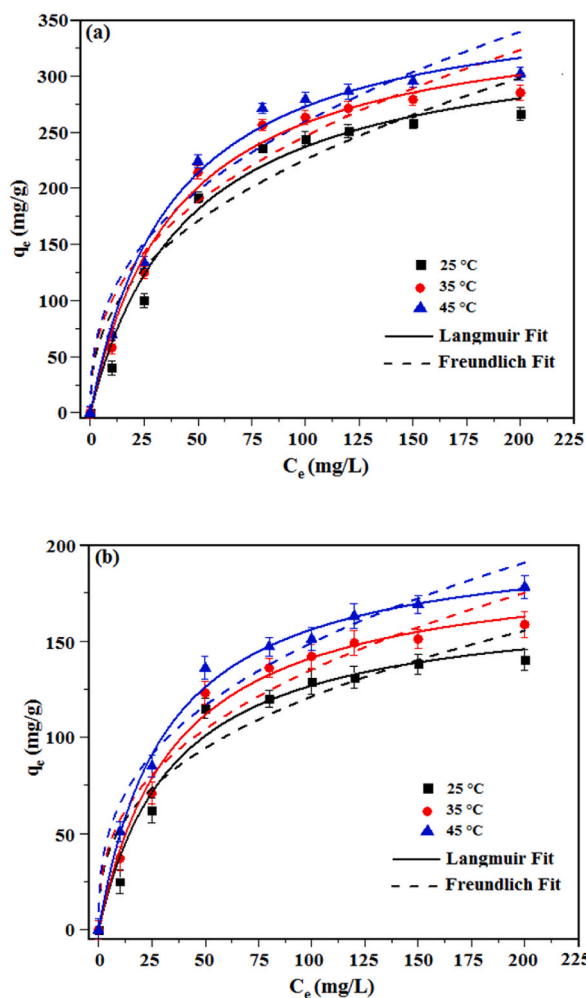 (a)
350
300
250
200
150
100
50
0
qe (mg/g)
25 °C
35 °C
45 °C
Langmuir Fit
Freundlich Fit
0 25 50 75 100 125 150 175 200 225
Ce (mg/L)
(b)
200
150
100
50
0
qe (mg/g)
25 °C
35 °C
45 °C
Langmuir Fit
Freundlich Fit
0 25 50 75 100 125 150 175 200 225
Ce (mg/L)